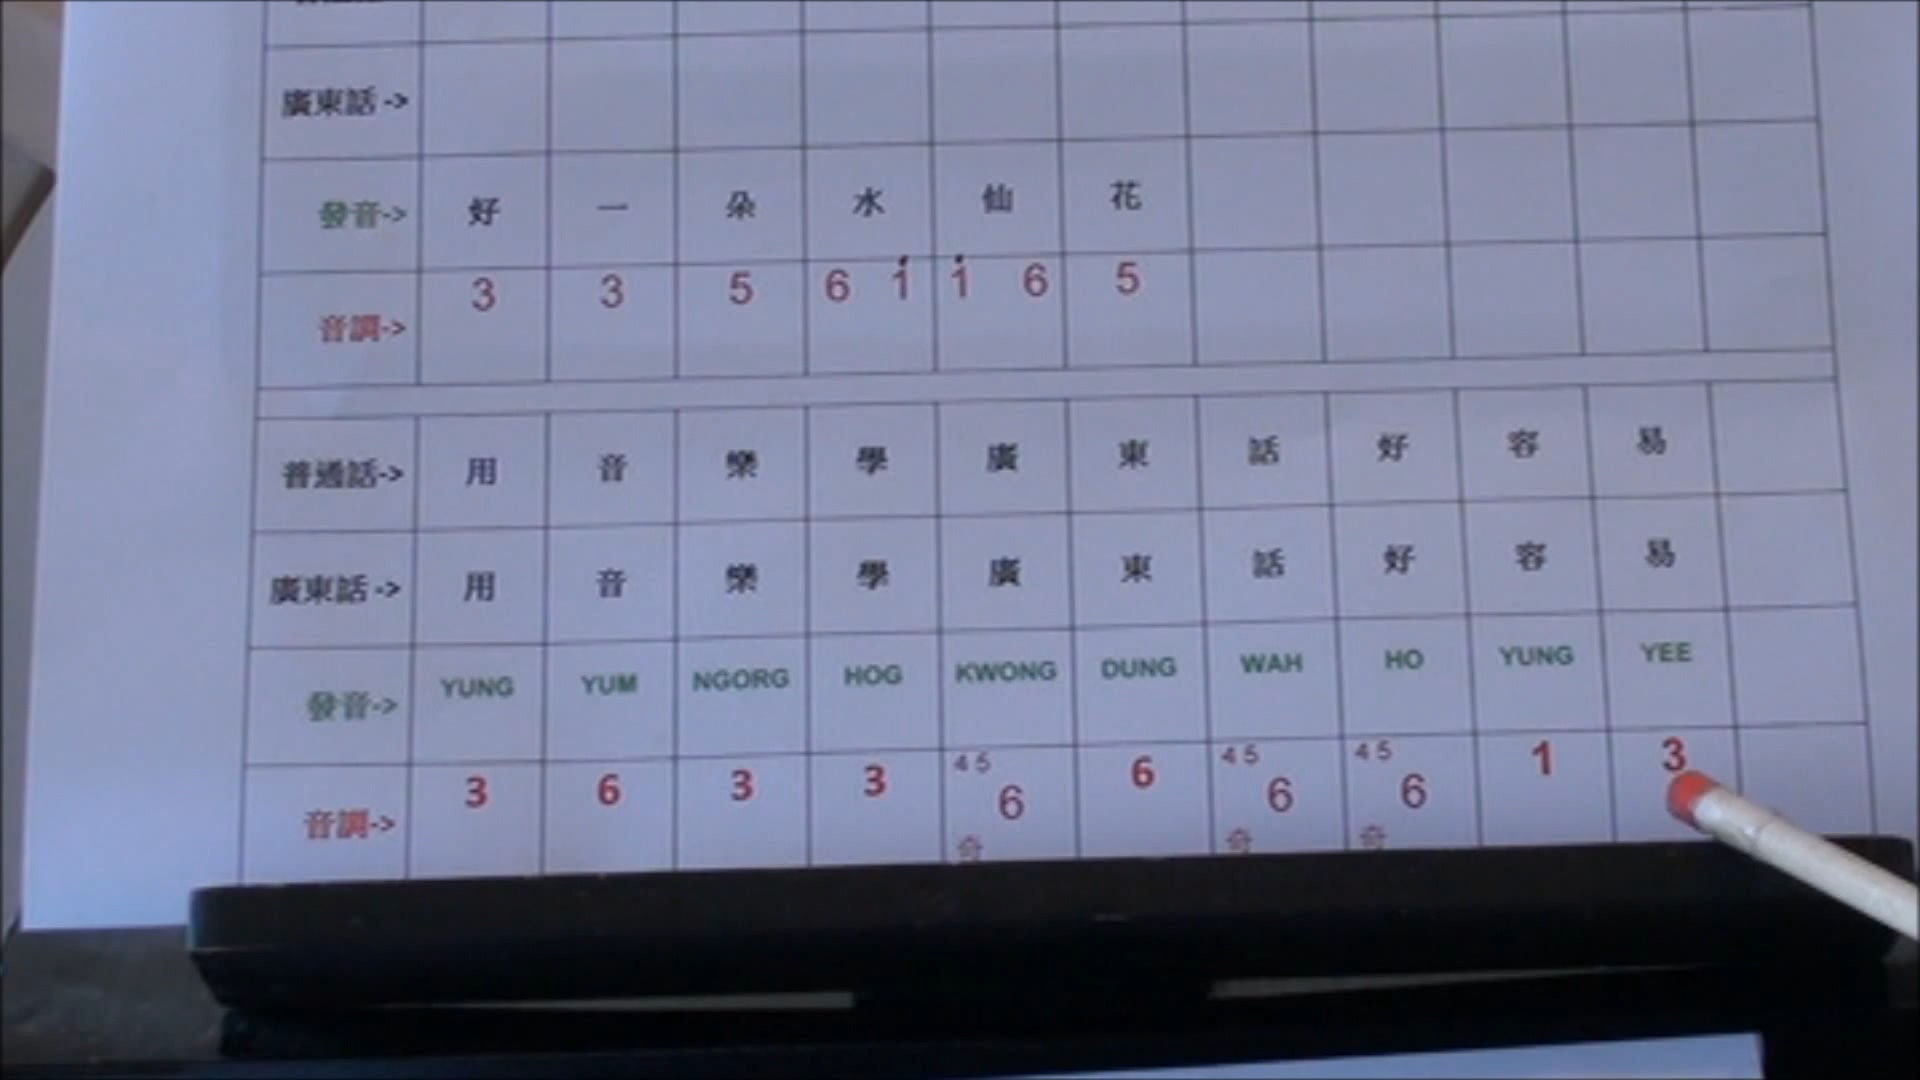 廣東話 ->
發音-> 好 一 朵 水 仙 花
音調-> 3 3 5 6 1̇ 1̇ 6 5
普通話-> 用 音 樂 學 廣 東 話 好 容 易
廣東話 -> 用 音 樂 學 廣 東 話 好 容 易
發音-> YUNG YUM NGORG HOG KWONG DUNG WAH HO YUNG YEE
音調-> 3 6 3 3 4 5 6 6 4 5 6 4 5 6 1 3